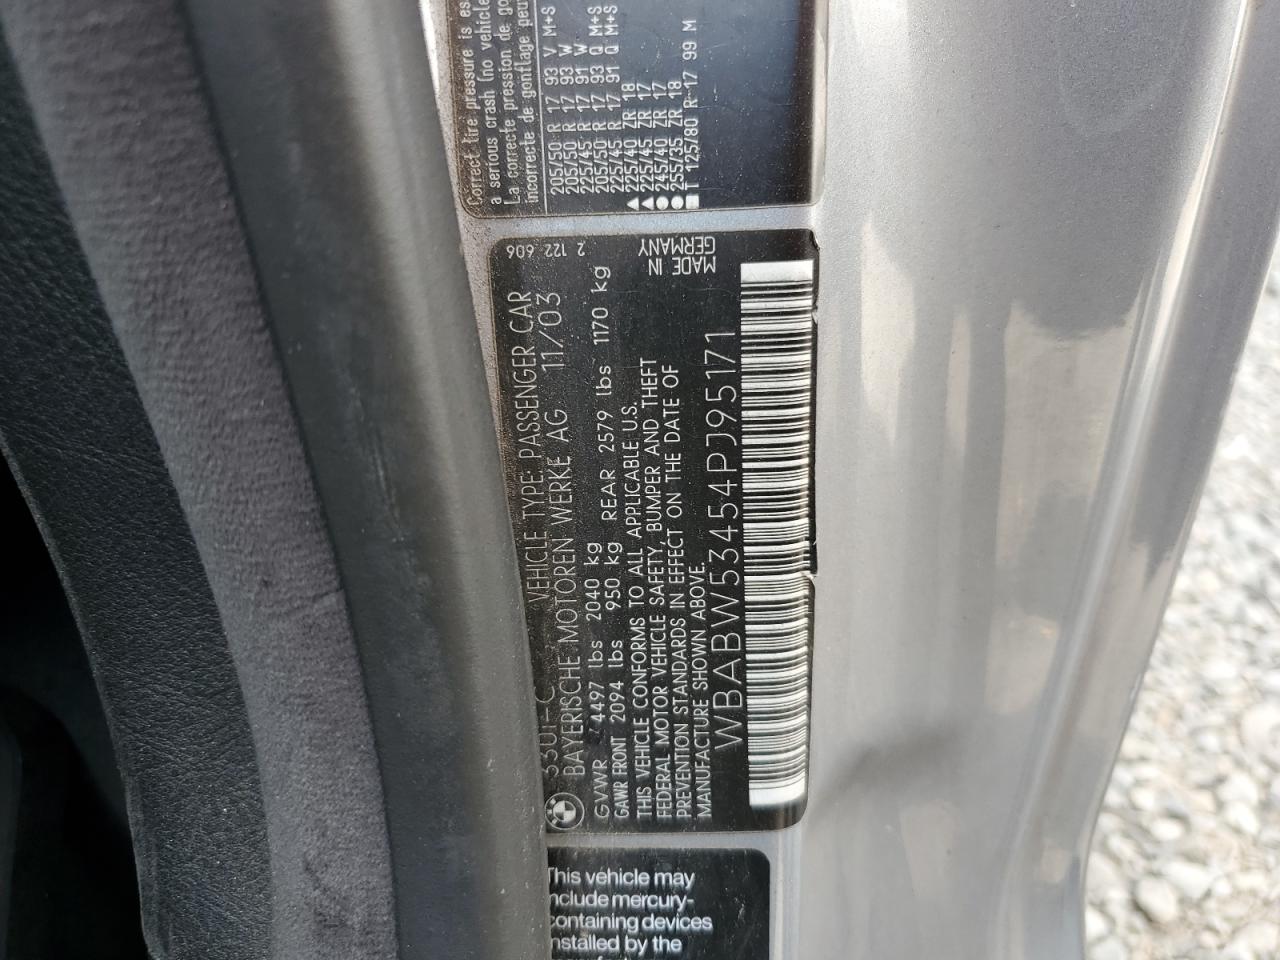 Correct tire pressure is es
a serious crash (no vehicle
La correcte pression de go
incorrecte de gonflage peut
205/50 R 17 93 V M+S
205/50 R 17 93 W
225/45 R 17 91 W
205/50 R 17 93 Q M+S
225/45 R 17 91 Q M+S
225/40 ZR 18
225/45 ZR 17
245/40 ZR 17
255/35 ZR 18
T 125/80 R 17 99 M
2 122 606
330I-C VEHICLE TYPE: PASSENGER CAR
BAYERISCHE MOTOREN WERKE AG 11/03
GVWR 4497 lbs 2040 kg
GAWR FRONT 2094 lbs 950 kg REAR 2579 lbs 1170 kg
THIS VEHICLE CONFORMS TO ALL APPLICABLE U.S.
FEDERAL MOTOR VEHICLE SAFETY, BUMPER AND THEFT
PREVENTION STANDARDS IN EFFECT ON THE DATE OF
MANUFACTURE SHOWN ABOVE.
MADE IN
GERMANY
WBABW53454PJ95171
This vehicle may
include mercury-
containing devices
installed by the